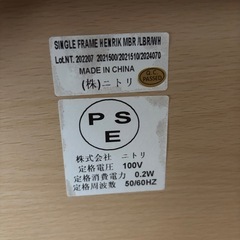 SINGLE FRAME HENRIK MBR /LBR/WH
Lot.NT. 202207 2021500/2021510/2024070
MADE IN CHINA
(株)ニトリ
Q.C.
PASSED
P S
E
株式会社 ニトリ
定格電圧 100V
定格消費電力 0.2W
定格周波数 50/60HZ